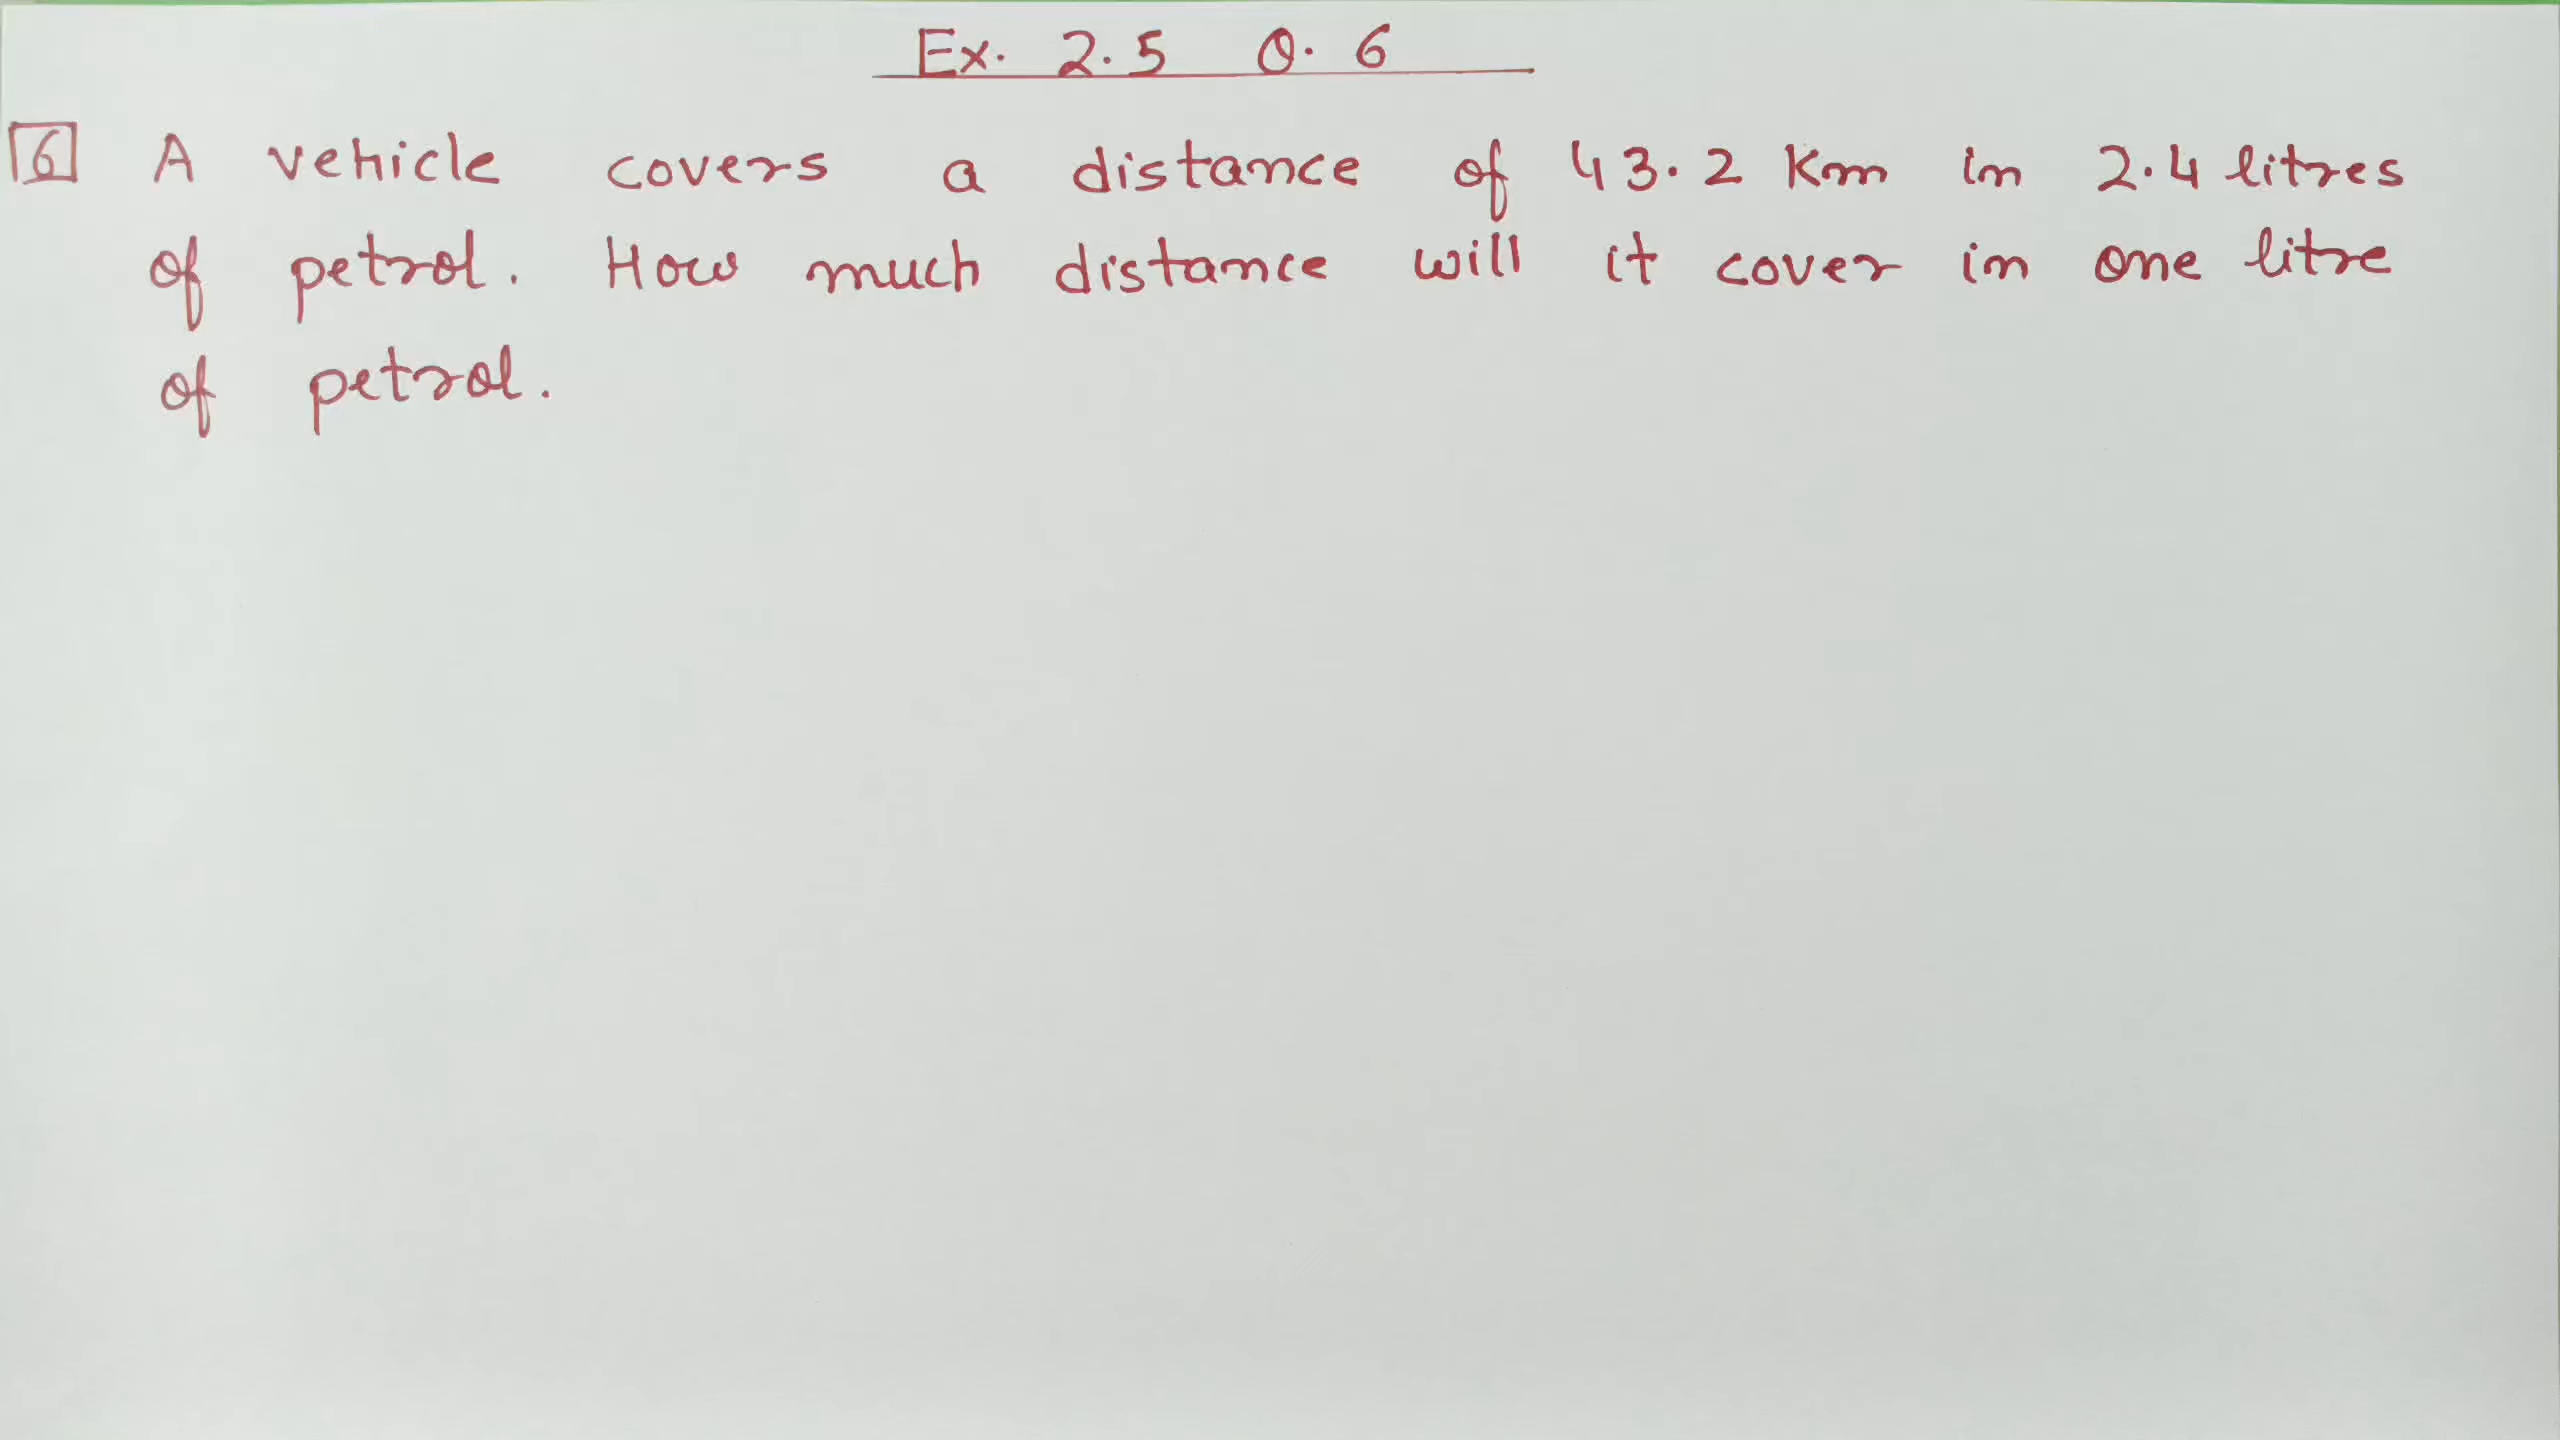 Ex. 2.5 Q. 6
6 A vehicle covers a distance of 43.2 Km in 2.4 litres
of petrol. How much distance will it cover in one litre
of petrol.